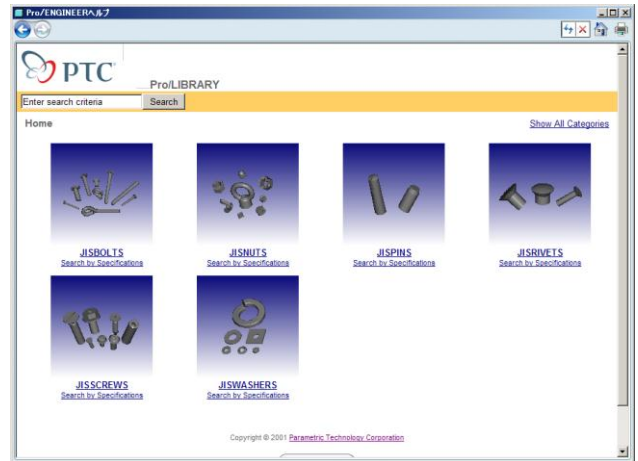 Pro/ENGINEERヘルプ
PTC
Pro/LIBRARY
Enter search criteria Search
Home Show All Categories
JISBOLTS JISNUTS JISPINS JISRIVETS
Search by Specifications Search by Specifications Search by Specifications Search by Specifications
JISSCREWS JISWASHERS
Search by Specifications Search by Specifications
Copyright © 2001 Parametric Technology Corporation